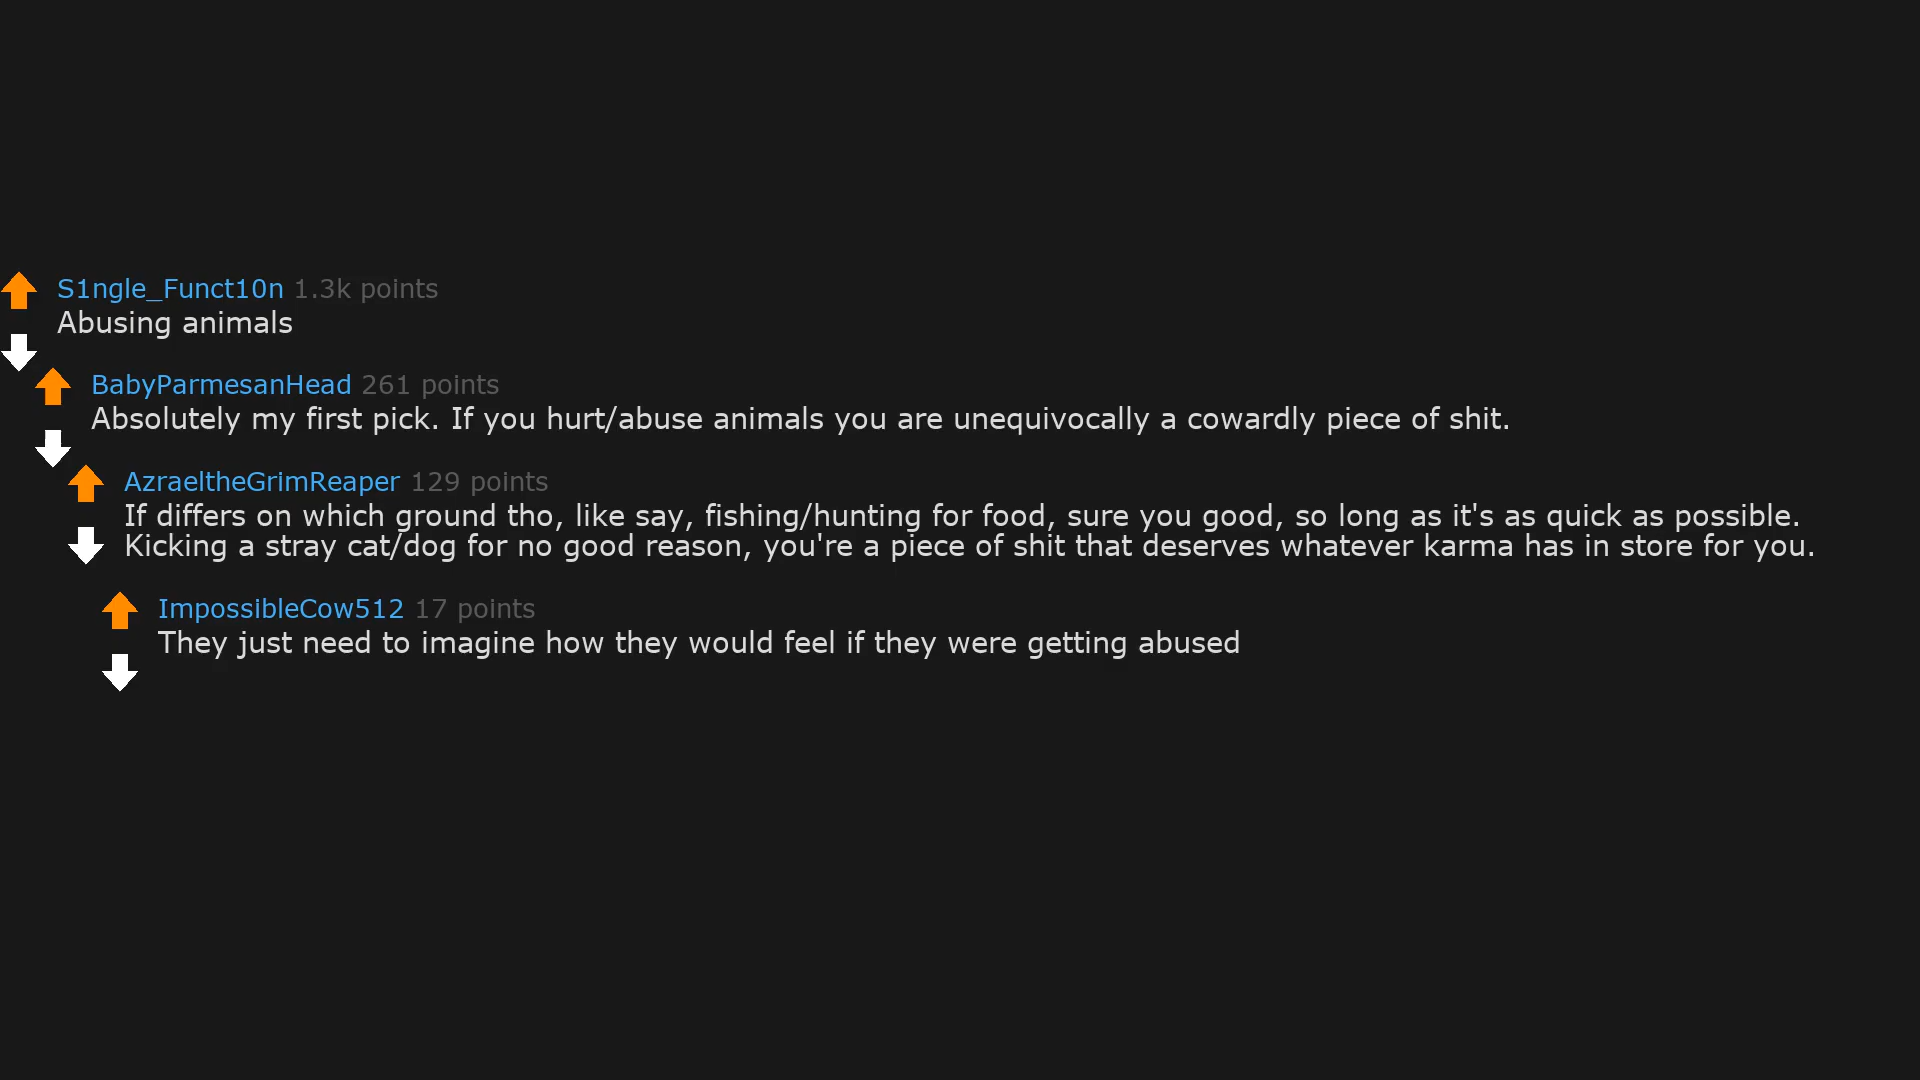 S1ngle_Funct10n 1.3k points
Abusing animals
BabyParmesanHead 261 points
Absolutely my first pick. If you hurt/abuse animals you are unequivocally a cowardly piece of shit.
AzraeltheGrimReaper 129 points
If differs on which ground tho, like say, fishing/hunting for food, sure you good, so long as it's as quick as possible.
Kicking a stray cat/dog for no good reason, you're a piece of shit that deserves whatever karma has in store for you.
ImpossibleCow512 17 points
They just need to imagine how they would feel if they were getting abused